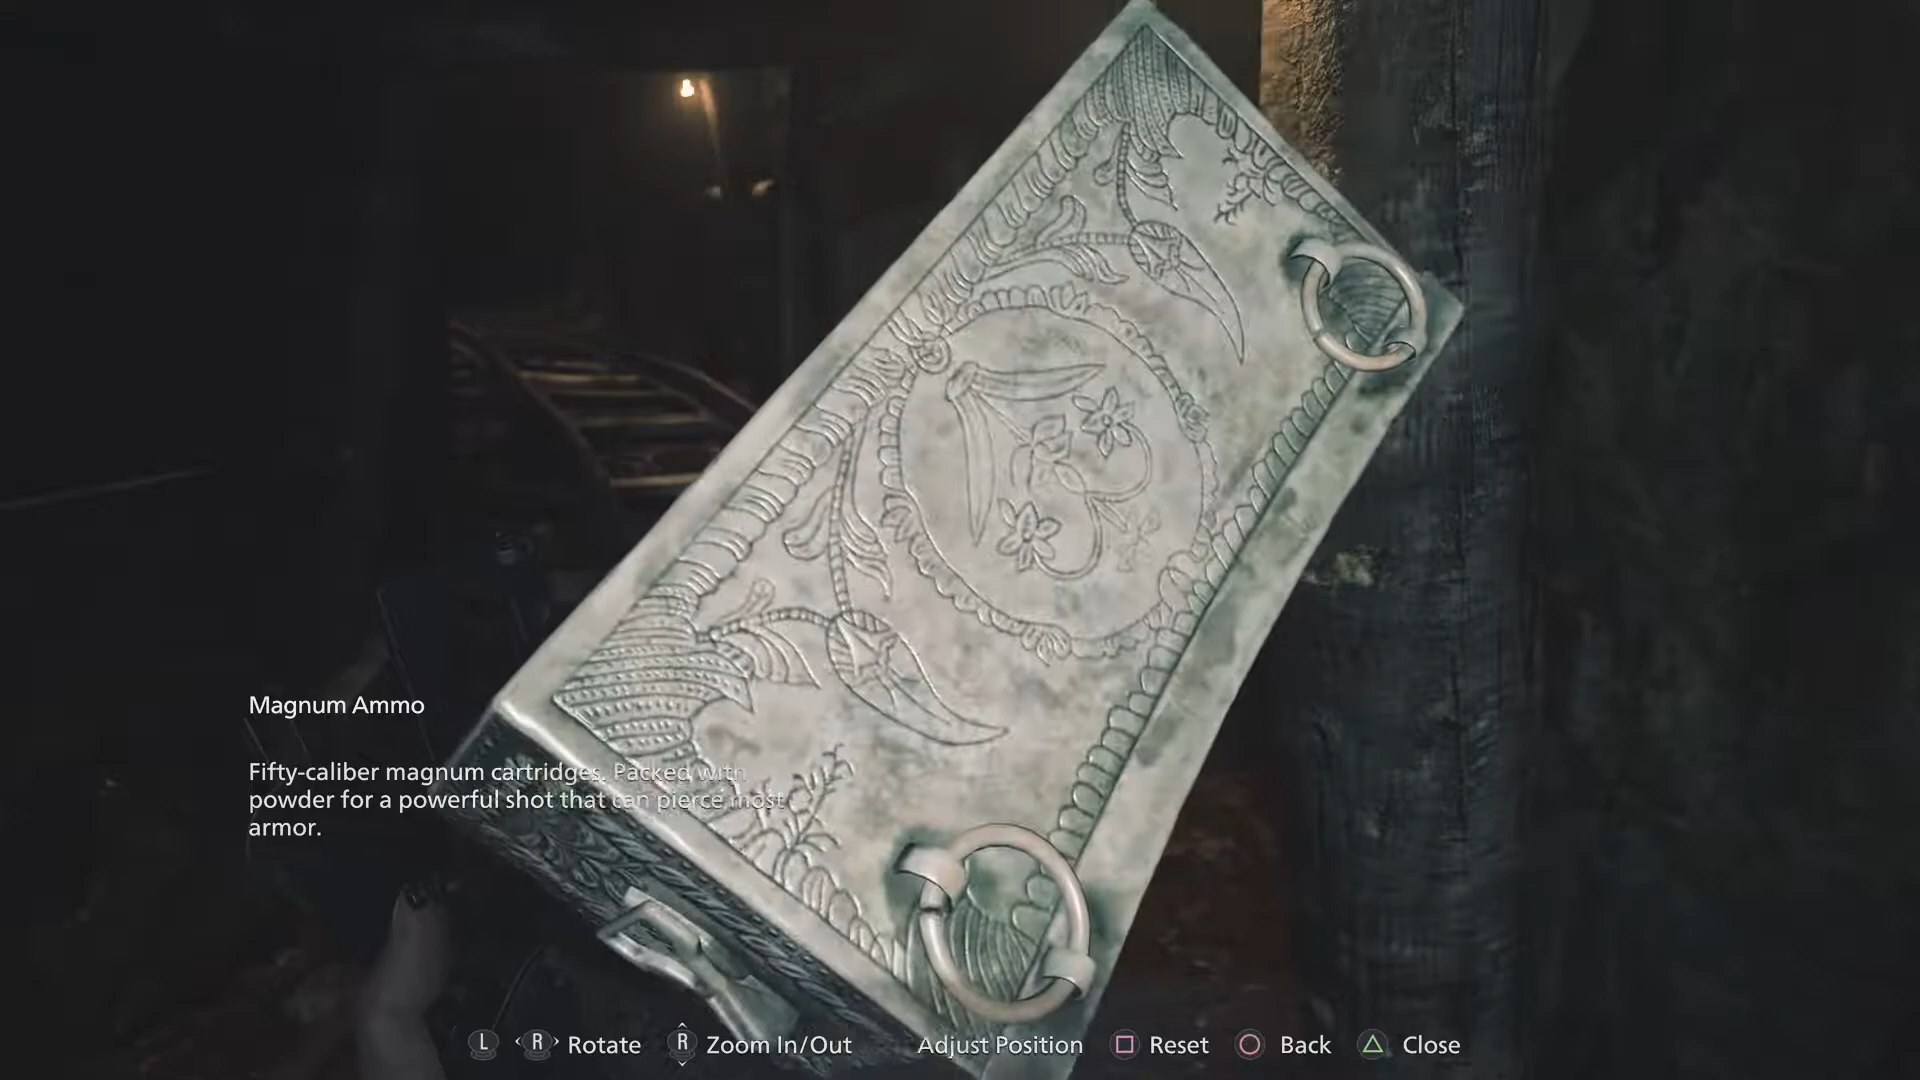 Magnum Ammo
Fifty-caliber magnum cartridges. Packed with
powder for a powerful shot that can pierce most
armor.
L R Rotate R Zoom In/Out Adjust Position Reset Back Close